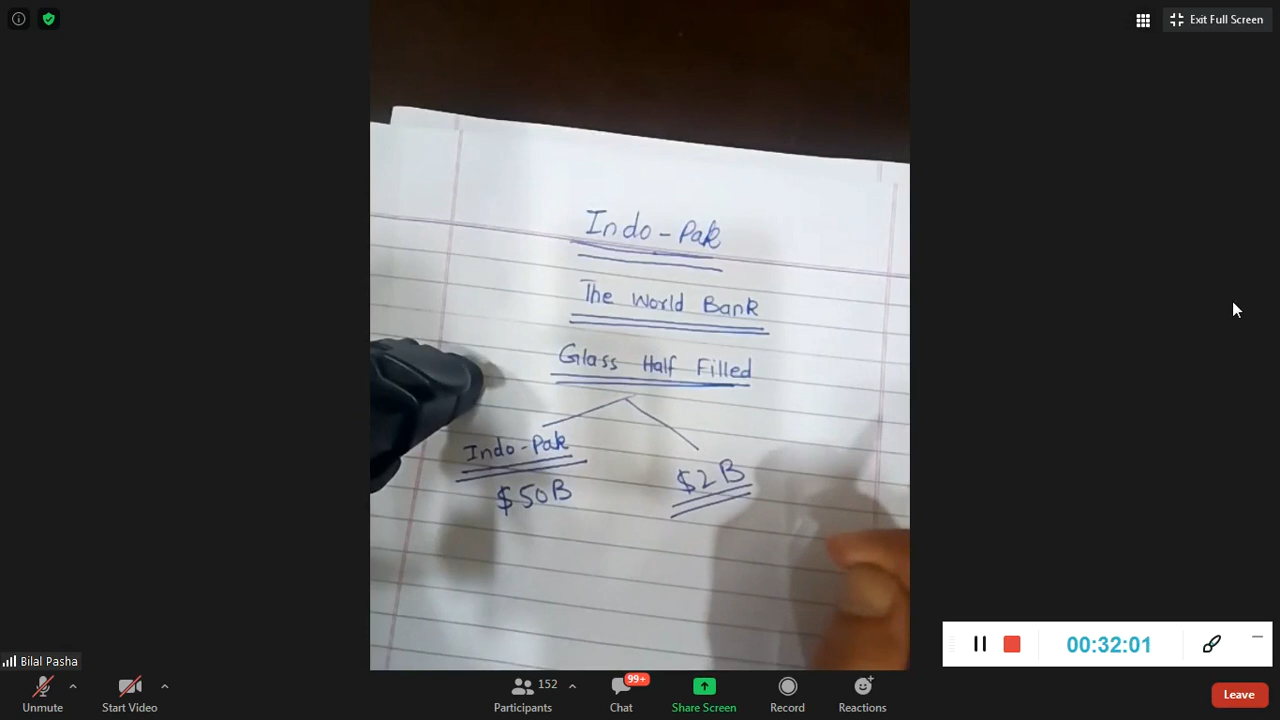 Exit Full Screen
Indo-Pak
The World Bank
Glass Half Filled
Indo-Pak
$50B
$2B
00:32:01
Bilal Pasha
Unmute
Start Video
152
Participants
99+
Chat
Share Screen
Record
Reactions
Leave